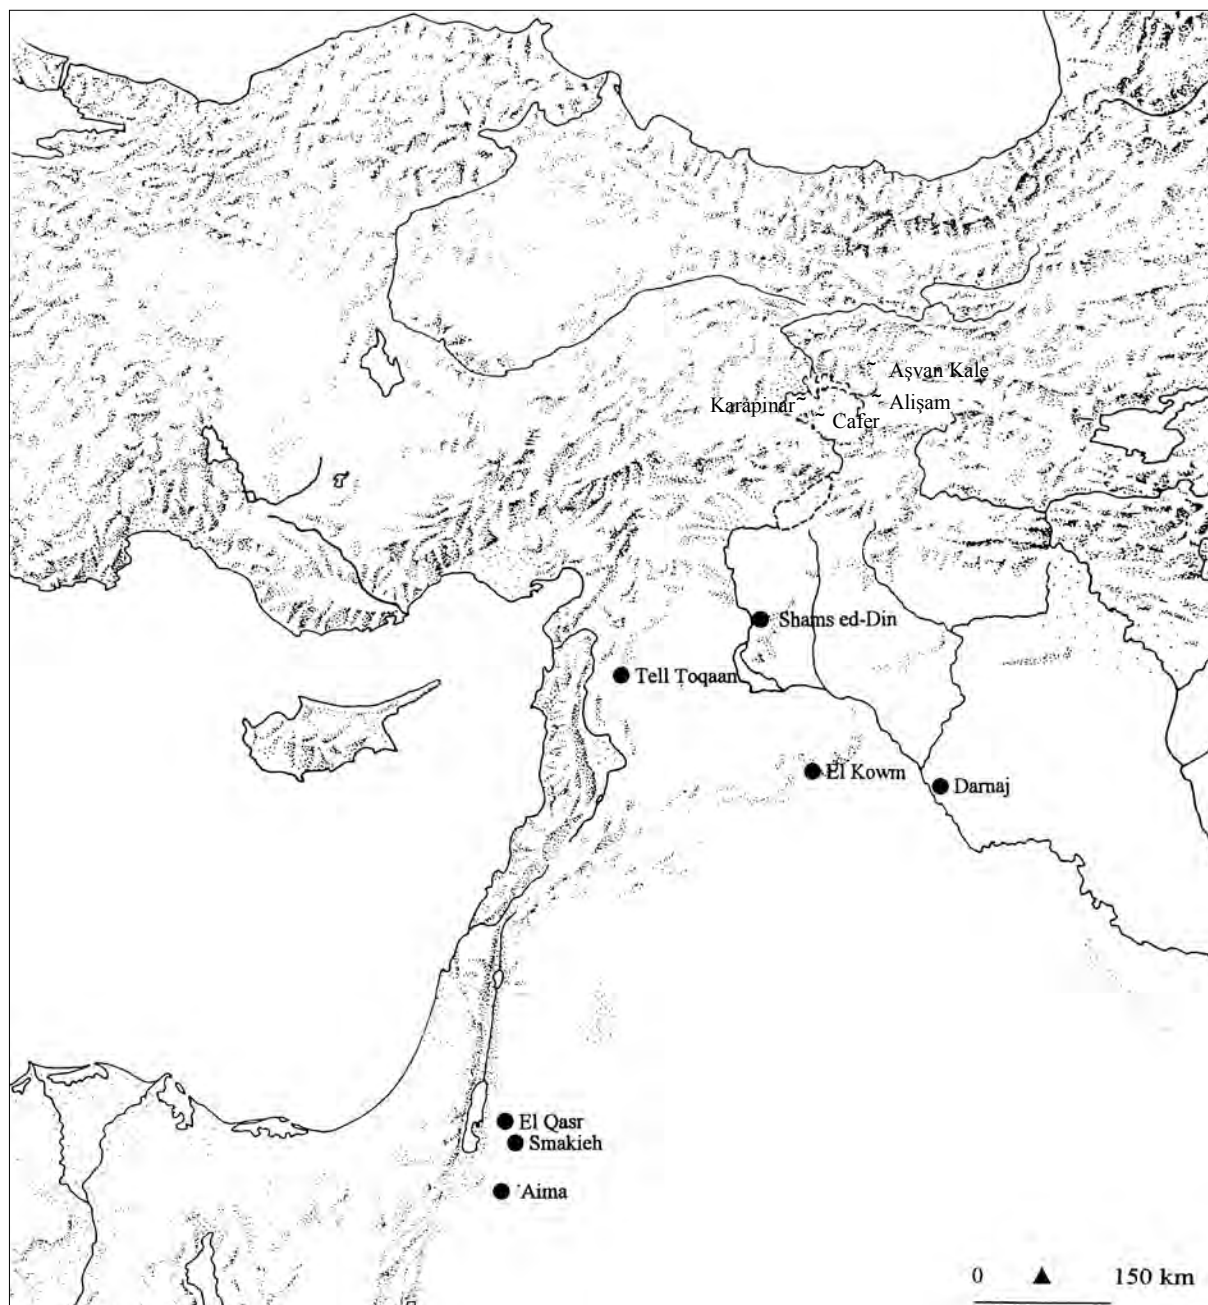 ~ Aşvan Kale
Karapinar~
~ Alişam
~ Cafer
Shams ed-Din
Tell Toqaan
El Kowm
Darnaj
El Qasr
Smakieh
'Aima
0 150 km